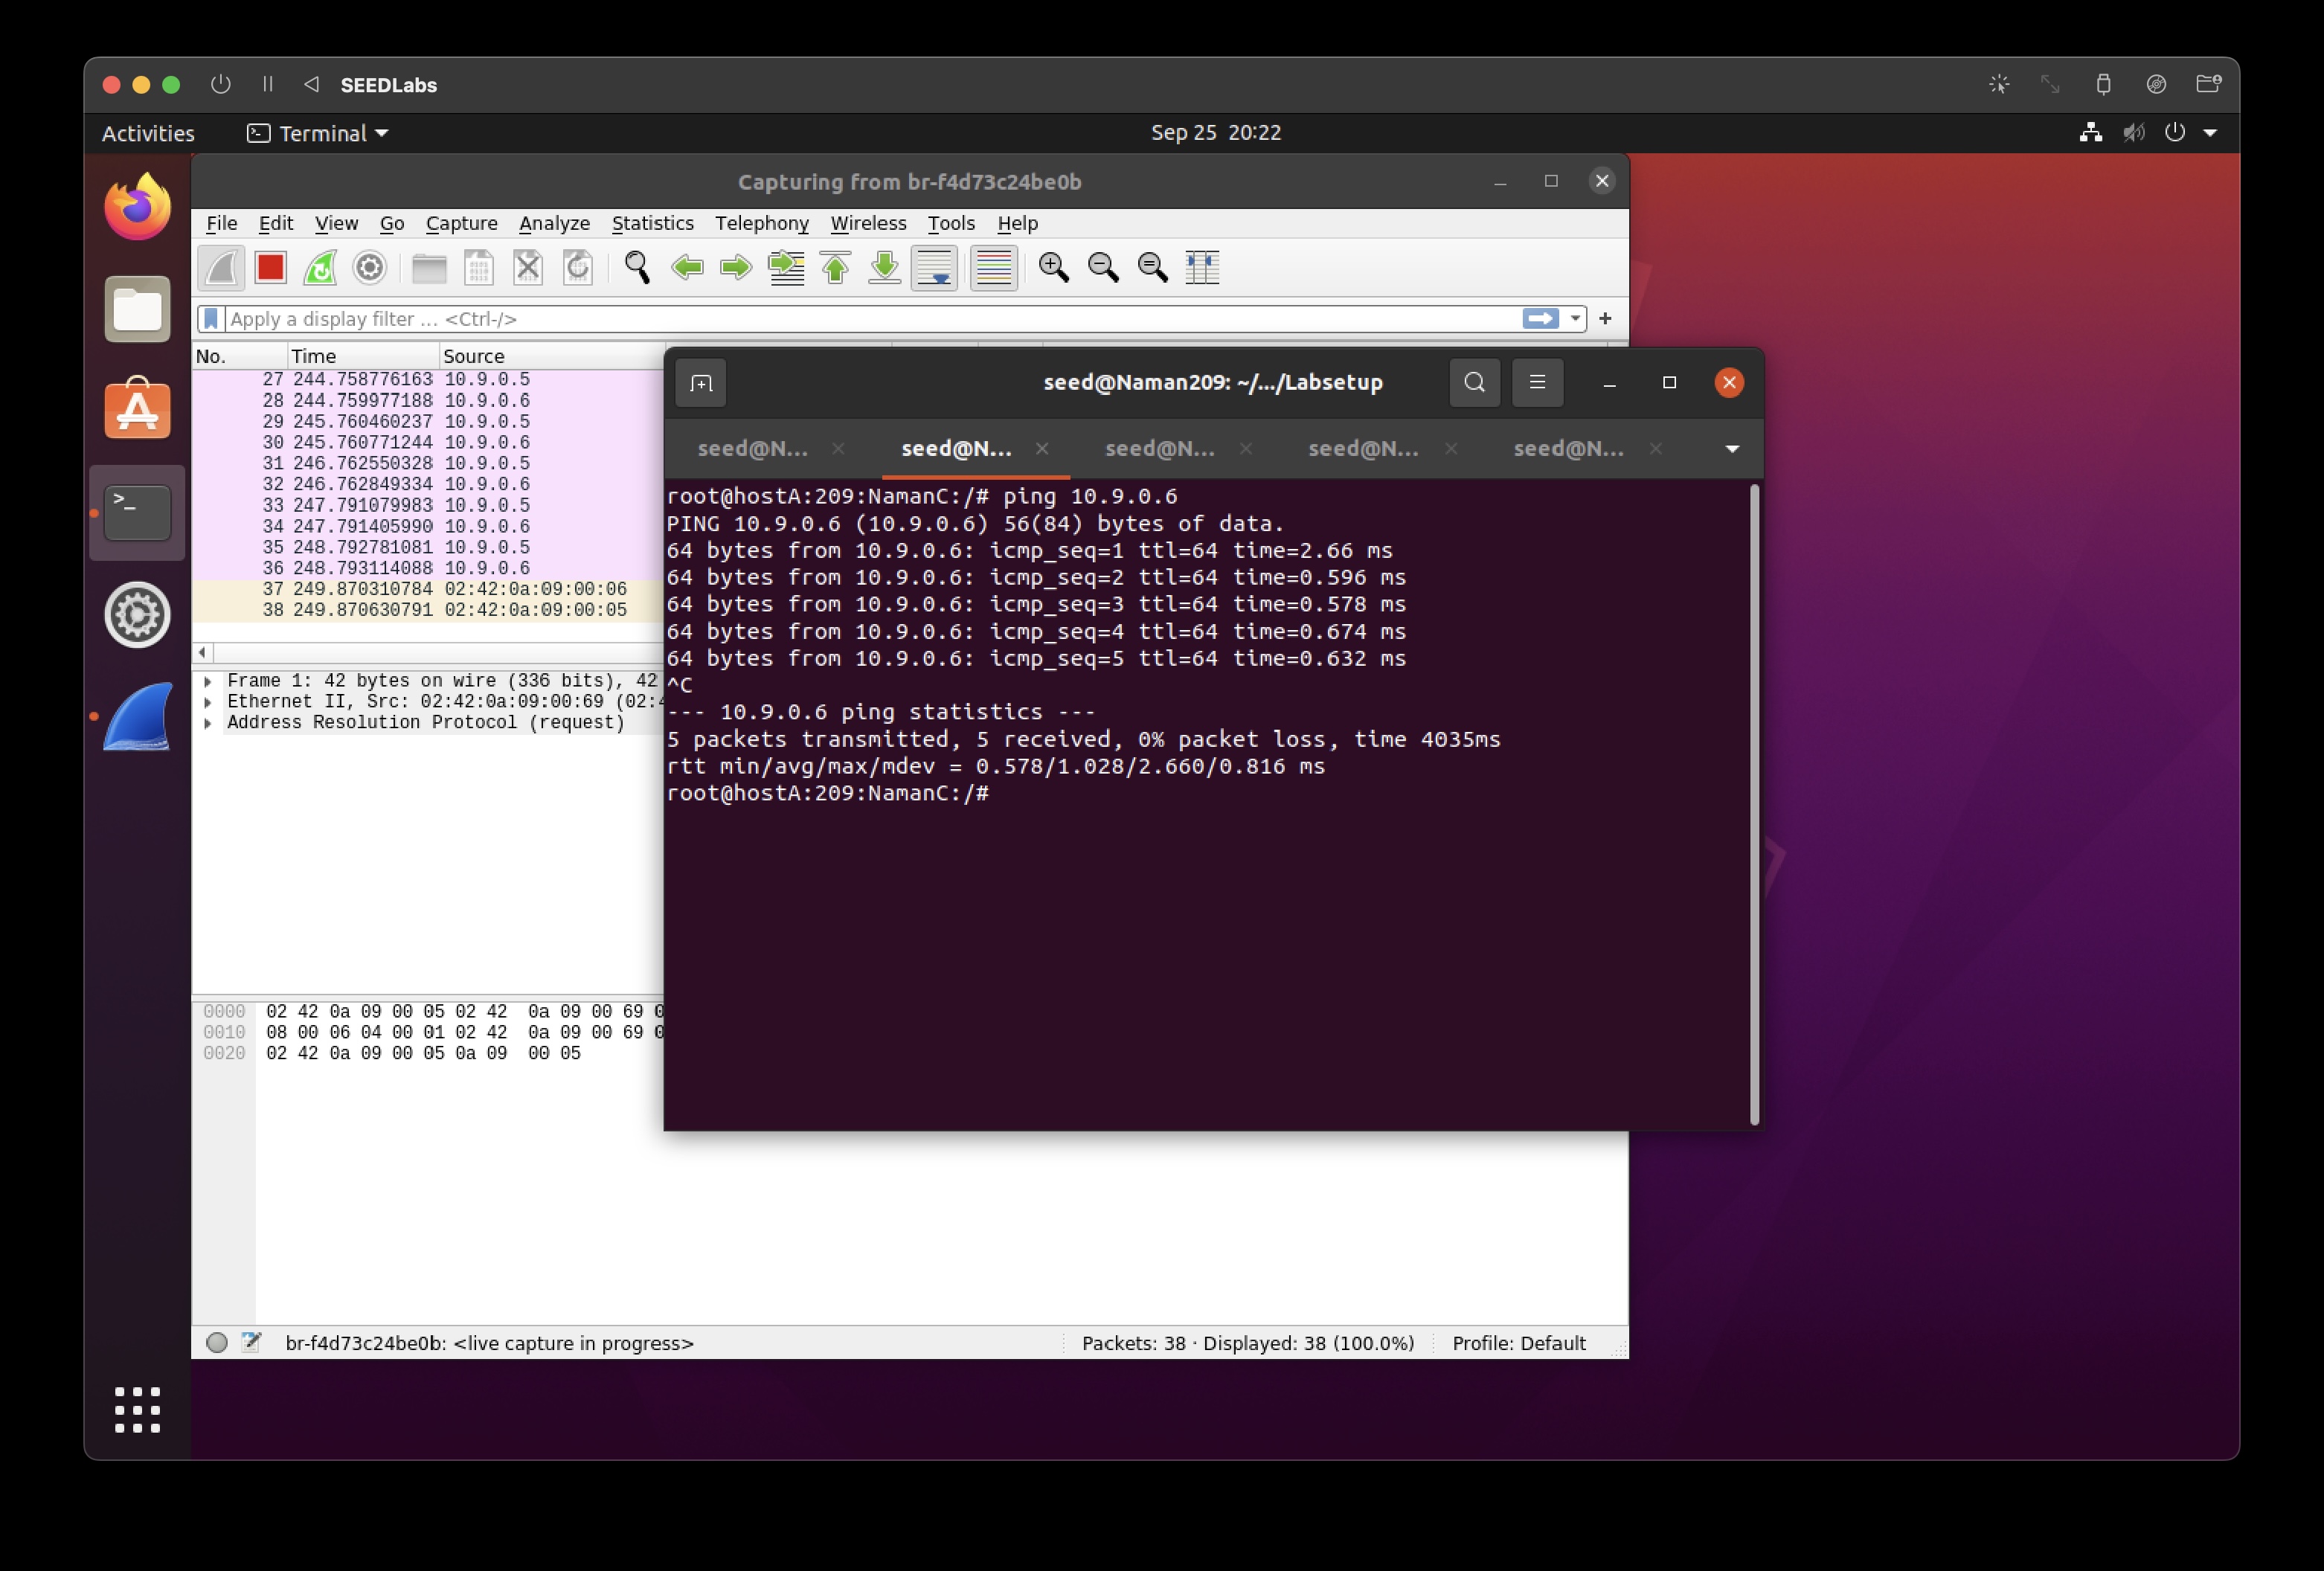 SEEDLabs
Activities
Terminal
Sep 25 20:22
Capturing from br-f4d73c24be0b
File Edit View Go Capture Analyze Statistics Telephony Wireless Tools Help
Apply a display filter ... <Ctrl-/>
No. Time Source
27 244.758776163 10.9.0.5
28 244.759977188 10.9.0.6
29 245.760460237 10.9.0.5
30 245.760771244 10.9.0.6
31 246.762550328 10.9.0.5
32 246.762849334 10.9.0.6
33 247.791079983 10.9.0.5
34 247.791405990 10.9.0.6
35 248.792781081 10.9.0.5
36 248.793114088 10.9.0.6
37 249.870310784 02:42:0a:09:00:06
38 249.870630791 02:42:0a:09:00:05
Frame 1: 42 bytes on wire (336 bits), 42
Ethernet II, Src: 02:42:0a:09:00:69 (02:4
Address Resolution Protocol (request)
0000 02 42 0a 09 00 05 02 42 0a 09 00 69 0
0010 08 00 06 04 00 01 02 42 0a 09 00 69 0
0020 02 42 0a 09 00 05 0a 09 00 05
br-f4d73c24be0b: <live capture in progress>
Packets: 38 · Displayed: 38 (100.0%)
Profile: Default
seed@Naman209: ~/.../Labsetup
seed@N... seed@N... seed@N... seed@N... seed@N...
root@hostA:209:NamanC:/# ping 10.9.0.6
PING 10.9.0.6 (10.9.0.6) 56(84) bytes of data.
64 bytes from 10.9.0.6: icmp_seq=1 ttl=64 time=2.66 ms
64 bytes from 10.9.0.6: icmp_seq=2 ttl=64 time=0.596 ms
64 bytes from 10.9.0.6: icmp_seq=3 ttl=64 time=0.578 ms
64 bytes from 10.9.0.6: icmp_seq=4 ttl=64 time=0.674 ms
64 bytes from 10.9.0.6: icmp_seq=5 ttl=64 time=0.632 ms
^C
--- 10.9.0.6 ping statistics ---
5 packets transmitted, 5 received, 0% packet loss, time 4035ms
rtt min/avg/max/mdev = 0.578/1.028/2.660/0.816 ms
root@hostA:209:NamanC:/#